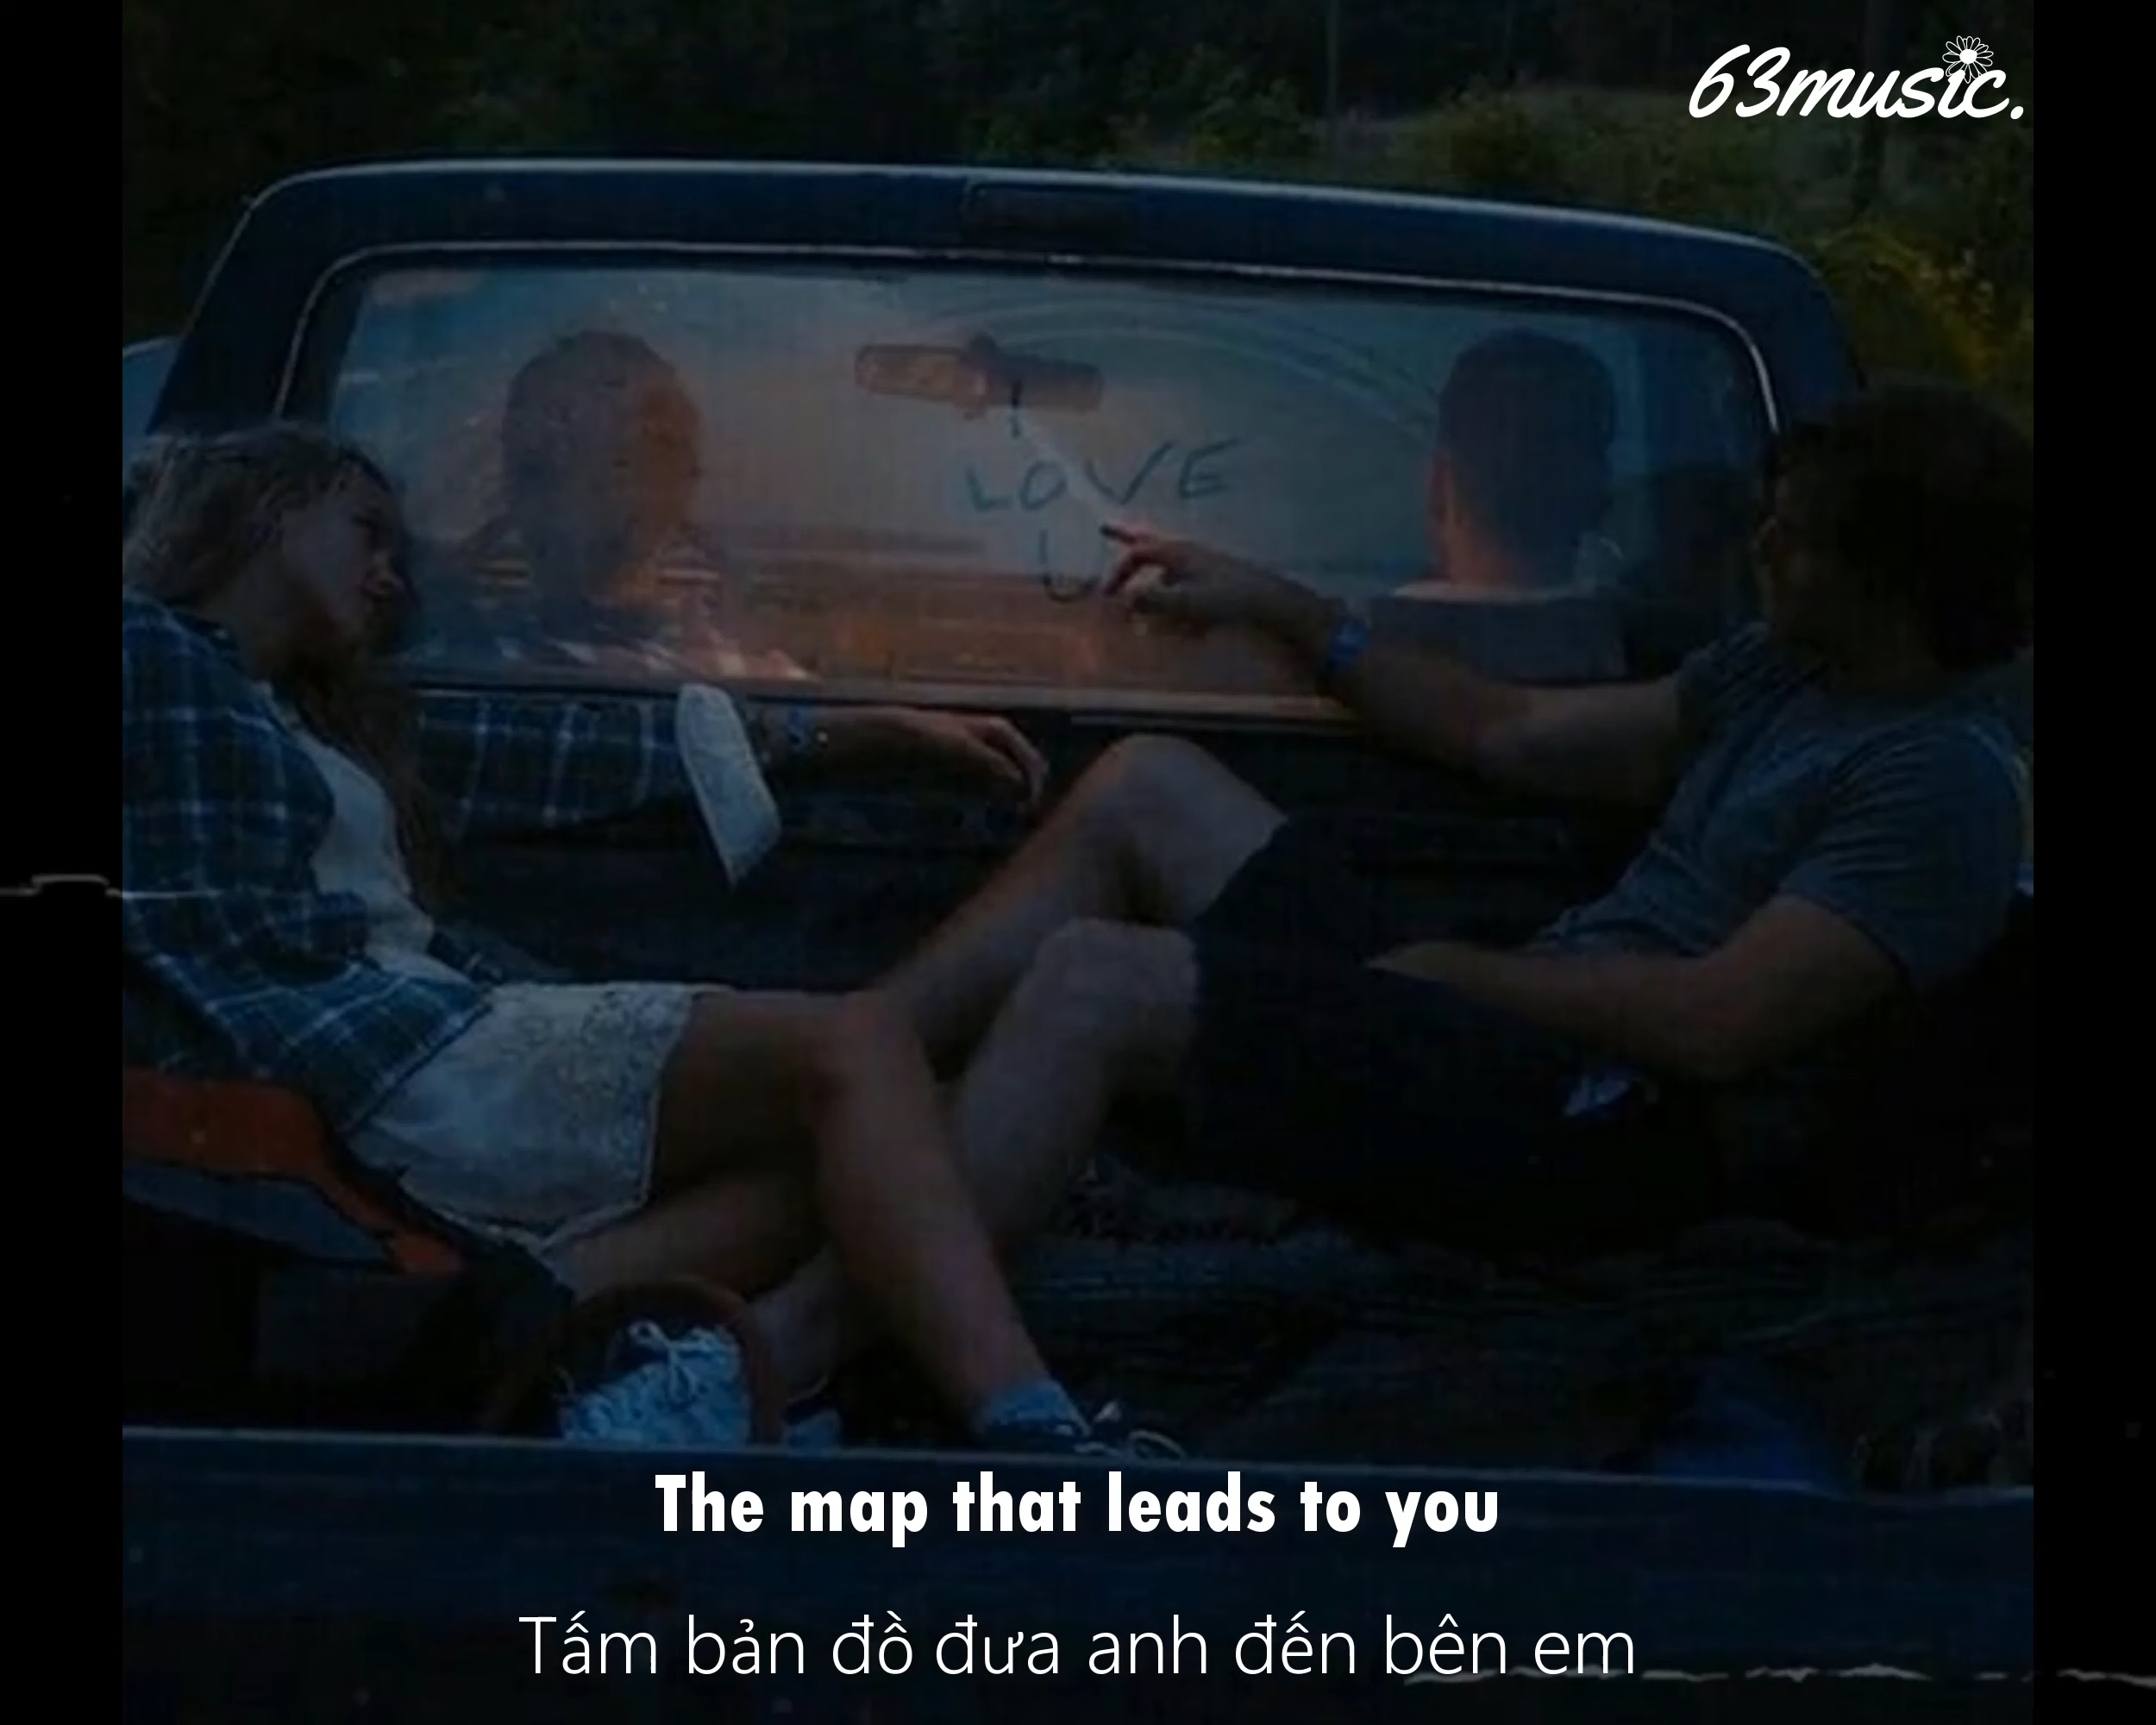 63music.
I
LOVE
U
The map that leads to you
Tấm bản đồ đưa anh đến bên em